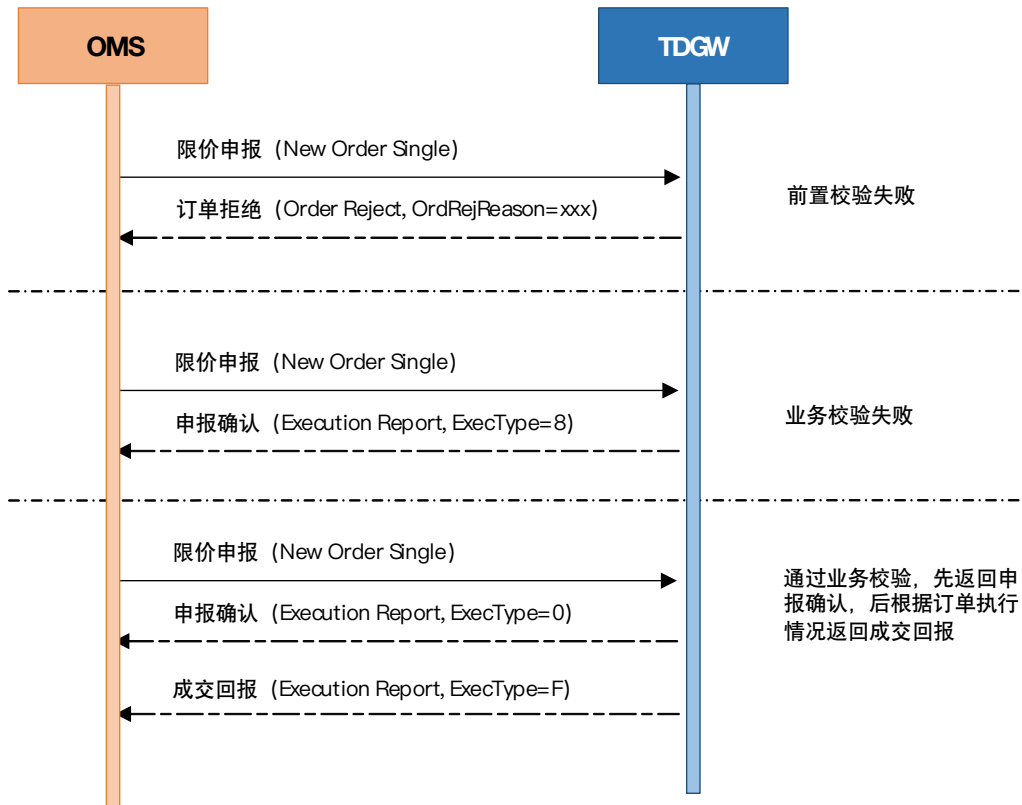 OMS
TDGW
限价申报（New Order Single）
订单拒绝（Order Reject, OrdRejReason=xxx）
前置校验失败
限价申报（New Order Single）
申报确认（Execution Report, ExecType=8）
业务校验失败
限价申报（New Order Single）
申报确认（Execution Report, ExecType=0）
成交回报（Execution Report, ExecType=F）
通过业务校验，先返回申
报确认，后根据订单执行
情况返回成交回报